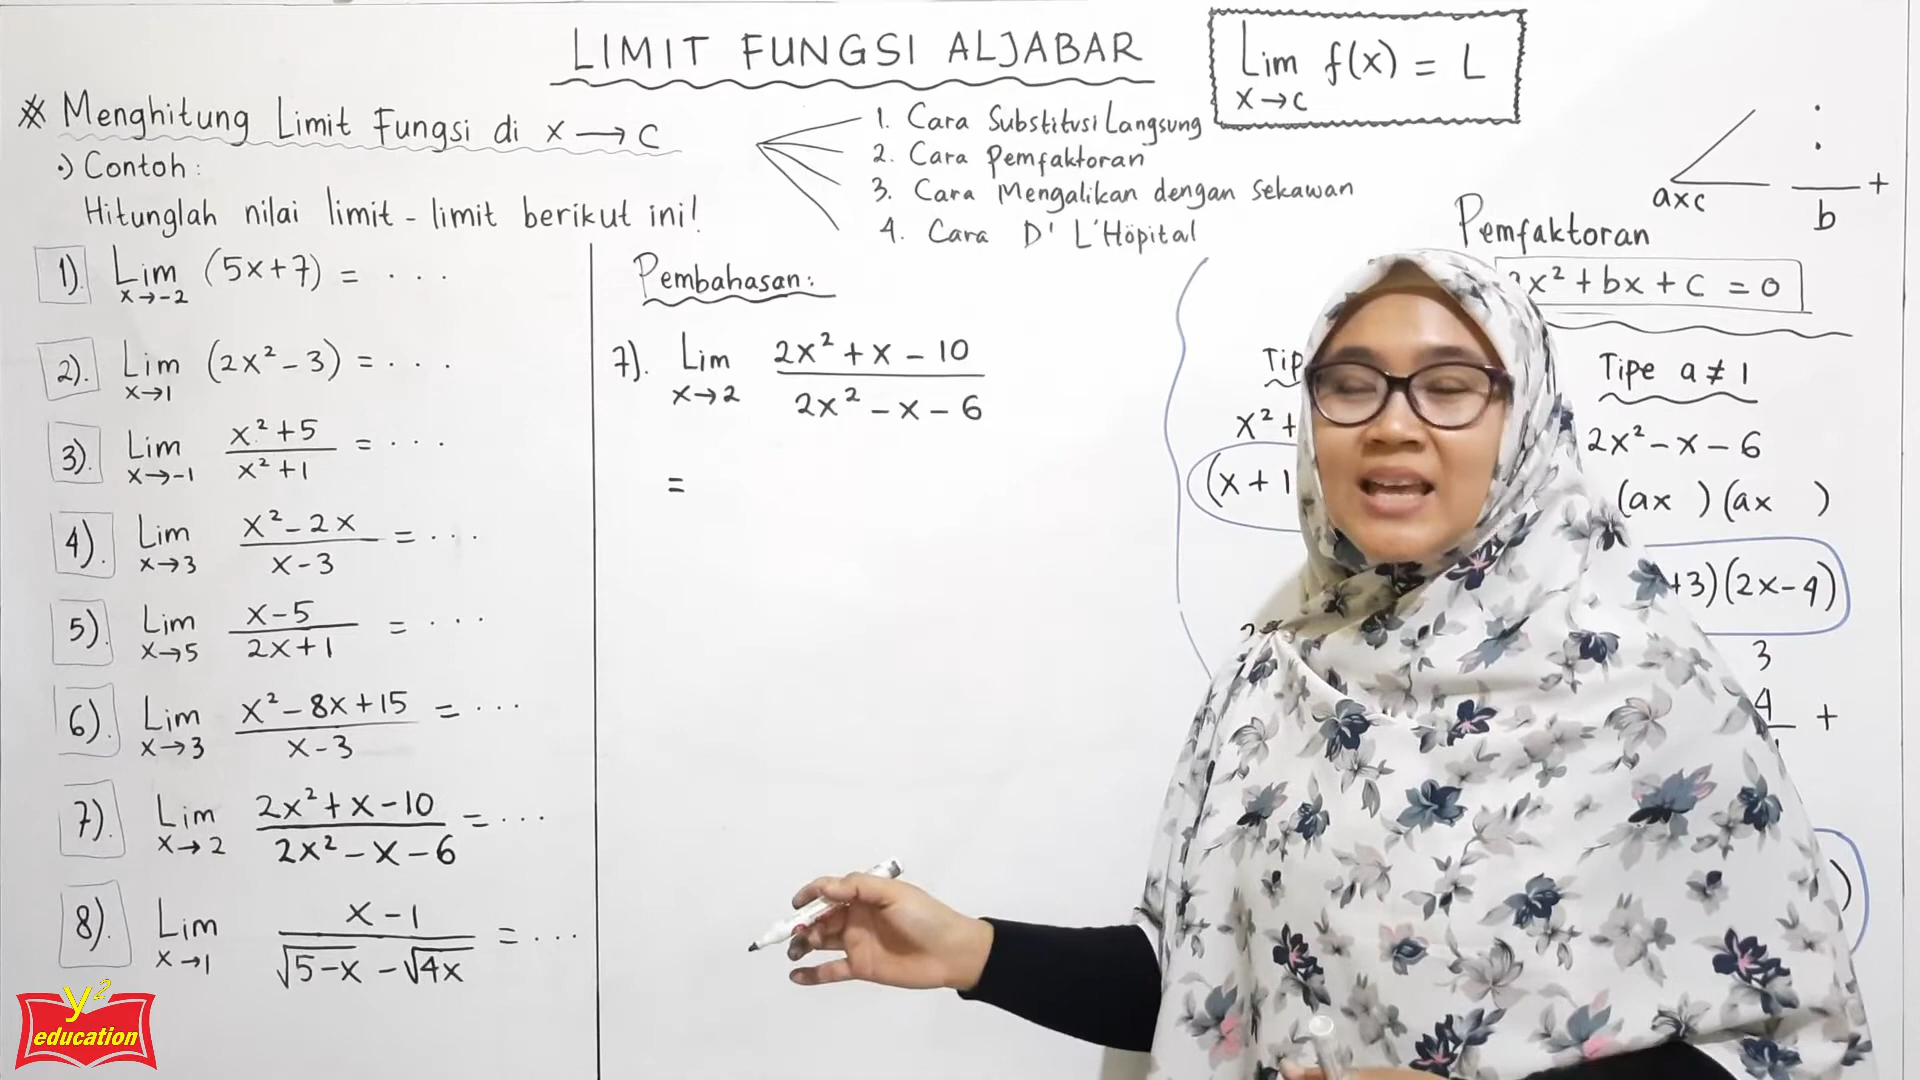 LIMIT FUNGSI ALJABAR
Lim f(x) = L
x→c
* Menghitung Limit Fungsi di x → c
1. Cara Substitusi Langsung
2. Cara Pemfaktoran
3. Cara Mengalikan dengan sekawan
4. Cara D' L'Höpital
•) Contoh :
Hitunglah nilai limit - limit berikut ini!
1). Lim (5x+7) = . . .
x→-2
2). Lim (2x² - 3) = . . .
x→1
3). Lim x²+5 / x²+1 = . . .
x→-1
4). Lim x²-2x / x-3 = . . .
x→3
5). Lim x-5 / 2x+1 = . . .
x→5
6). Lim x²-8x+15 / x-3 = . . .
x→3
7). Lim 2x²+x-10 / 2x²-x-6 = . . .
x→2
8). Lim x-1 / √5-x - √4x = . . .
x→1
Pembahasan :
7). Lim 2x²+x-10 / 2x²-x-6
x→2
=
axc
b
+
Pemfaktoran
x² + bx + c = 0
Tip
x² +
(x + 1
Tipe a ≠ 1
2x² - x - 6
(ax ) (ax )
+3)(2x-4)
3
4 +
)
y²
education